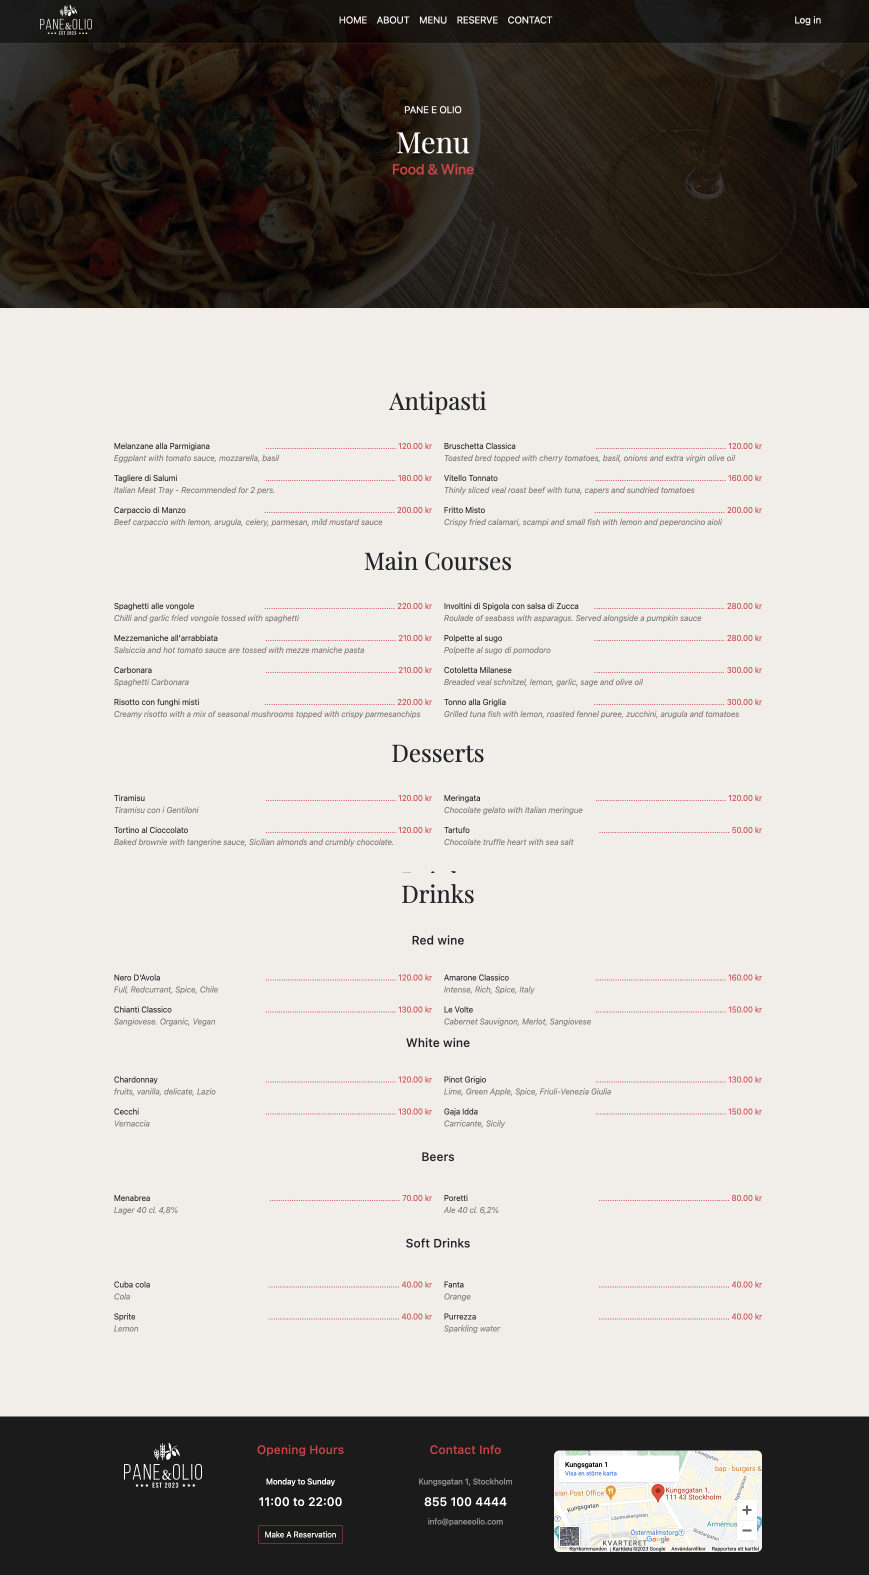 PANE&OLIO
EST 2023
HOME ABOUT MENU RESERVE CONTACT
Log in
PANE E OLIO
Menu
Food & Wine
Antipasti
Melanzane alla Parmigiana 120.00 kr
Eggplant with tomato sauce, mozzarella, basil
Bruschetta Classica 120.00 kr
Toasted bred topped with cherry tomatoes, basil, onions and extra virgin olive oil
Tagliere di Salumi 180.00 kr
Italian Meat Tray - Recommended for 2 pers.
Vitello Tonnato 160.00 kr
Thinly sliced veal roast beef with tuna, capers and sundried tomatoes
Carpaccio di Manzo 200.00 kr
Beef carpaccio with lemon, arugula, celery, parmesan, mild mustard sauce
Fritto Misto 200.00 kr
Crispy fried calamari, scampi and small fish with lemon and peperoncino aioli
Main Courses
Spaghetti alle vongole 220.00 kr
Chilli and garlic fried vongole tossed with spaghetti
Involtini di Spigola con salsa di Zucca 280.00 kr
Roulade of seabass with asparagus. Served alongside a pumpkin sauce
Mezzemaniche all'arrabbiata 210.00 kr
Salsiccia and hot tomato sauce are tossed with mezze maniche pasta
Polpette al sugo 280.00 kr
Polpette al sugo di pomodoro
Carbonara 210.00 kr
Spaghetti Carbonara
Cotoletta Milanese 300.00 kr
Breaded veal schnitzel, lemon, garlic, sage and olive oil
Risotto con funghi misti 220.00 kr
Creamy risotto with a mix of seasonal mushrooms topped with crispy parmesanchips
Tonno alla Griglia 300.00 kr
Grilled tuna fish with lemon, roasted fennel puree, zucchini, arugula and tomatoes
Desserts
Tiramisu 120.00 kr
Tiramisu con i Gentiloni
Meringata 120.00 kr
Chocolate gelato with Italian meringue
Tortino al Cioccolato 120.00 kr
Baked brownie with tangerine sauce, Sicilian almonds and crumbly chocolate.
Tartufo 50.00 kr
Chocolate truffle heart with sea salt
Drinks
Red wine
Nero D'Avola 120.00 kr
Full, Redcurrant, Spice, Chile
Amarone Classico 160.00 kr
Intense, Rich, Spice, Italy
Chianti Classico 130.00 kr
Sangiovese. Organic, Vegan
Le Volte 150.00 kr
Cabernet Sauvignon, Merlot, Sangiovese
White wine
Chardonnay 120.00 kr
fruits, vanilla, delicate, Lazio
Pinot Grigio 130.00 kr
Lime, Green Apple, Spice, Friuli-Venezia Giulia
Cecchi 130.00 kr
Vernaccia
Gaja Idda 150.00 kr
Carricante, Sicily
Beers
Menabrea 70.00 kr
Lager 40 cl. 4,8%
Poretti 80.00 kr
Ale 40 cl. 6,2%
Soft Drinks
Cuba cola 40.00 kr
Cola
Fanta 40.00 kr
Orange
Sprite 40.00 kr
Lemon
Purrezza 40.00 kr
Sparkling water
PANE&OLIO
EST 2023
Opening Hours
Monday to Sunday
11:00 to 22:00
Make A Reservation
Contact Info
Kungsgatan 1, Stockholm
855 100 4444
info@paneeolio.com
Kungsgatan 1
Visa en större karta
bap - burgers &
sian Post Office
Kungsgatan 1,
111 43 Stockholm
Kungsgatan
Östermalmstorg
Google
KVARTERET
Kortkommandon Kartdata ©2023 Google Användarvillkor Rapportera ett kartfel